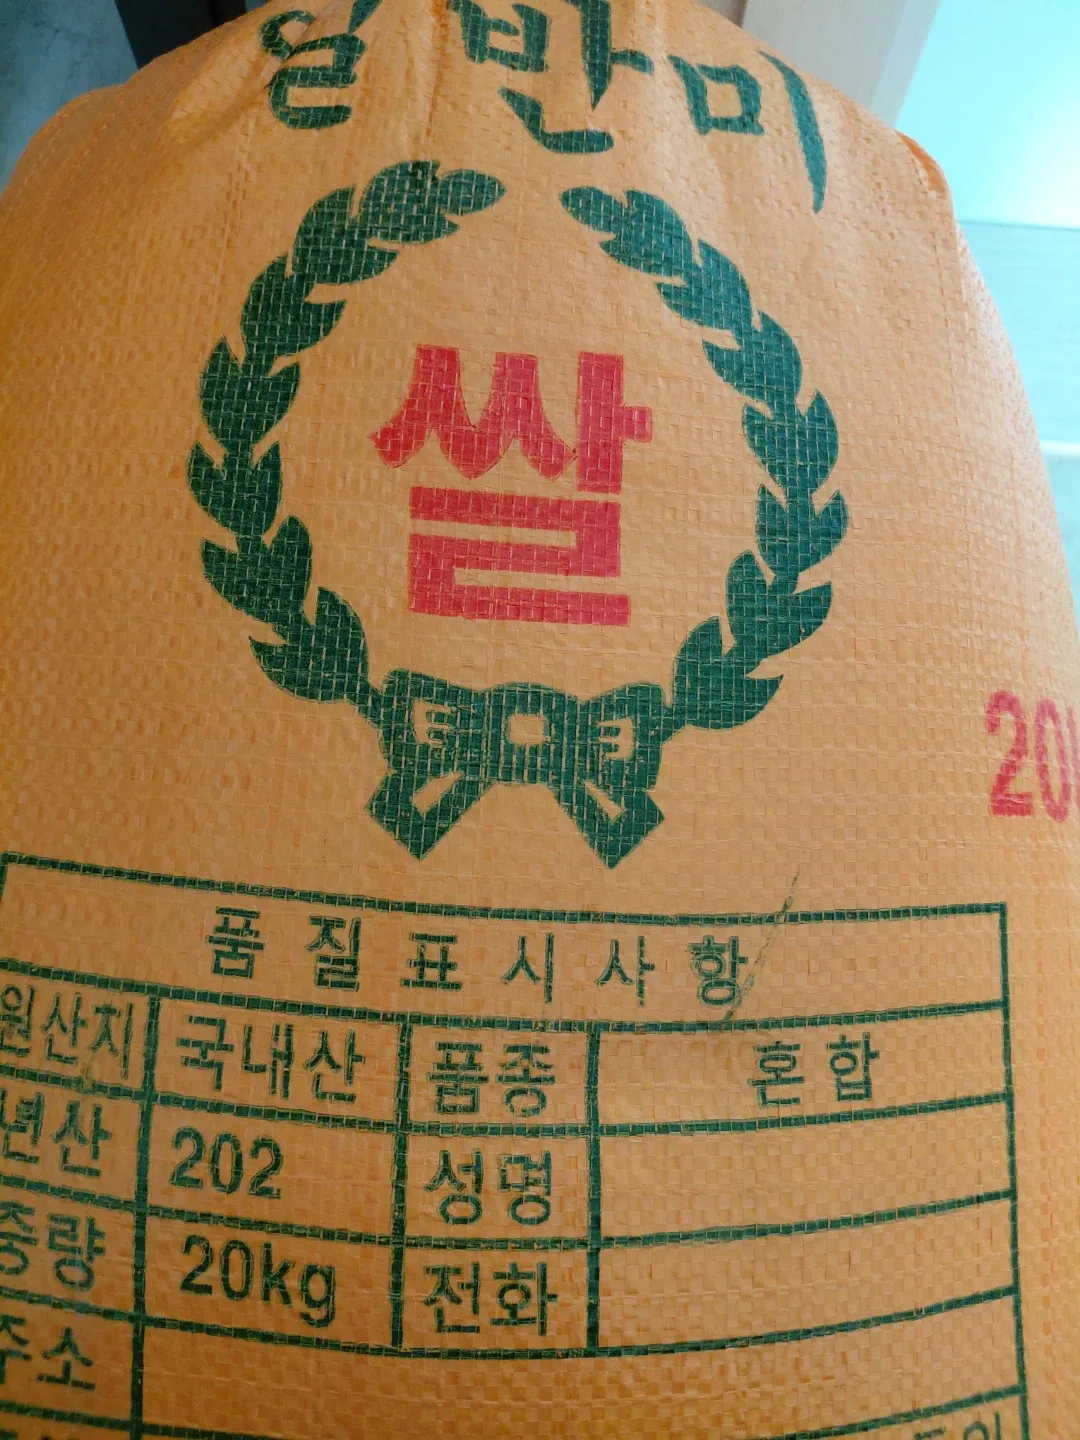 일반미
쌀
20
품질표시사항
원산지 국내산 품종 혼합
년산 202 성명
중량 20kg 전화
주소